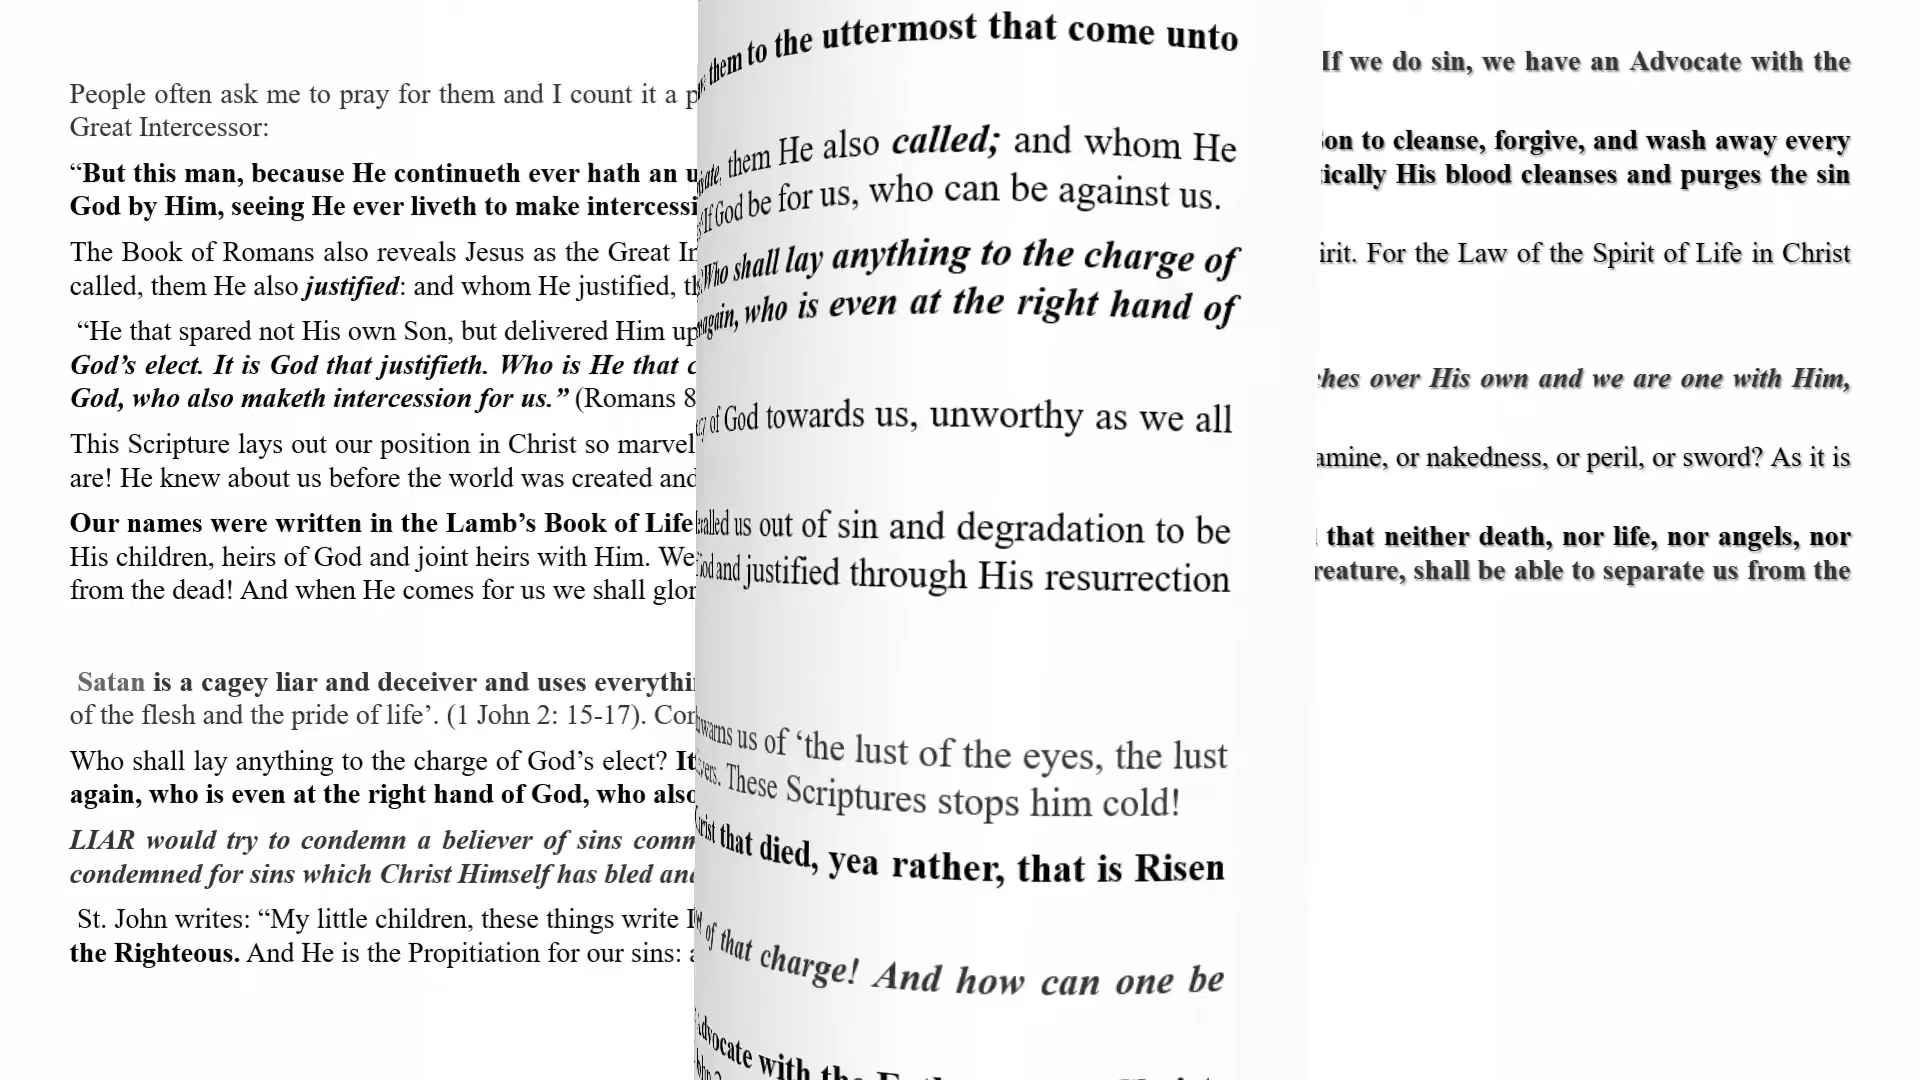 People often ask me to pray for them and I count it a
Great Intercessor:
“But this man, because He continueth ever hath an
God by Him, seeing He ever liveth to make
The Book of Romans also reveals Jesus as the Great
called, them He also justified: and whom He justified,
“He that spared not His own Son, but delivered Him up
God’s elect. It is God that justifieth. Who is He that
God, who also maketh intercession for us.” (Romans 8
This Scripture lays out our position in Christ so
are! He knew about us before the world was created and
Our names were written in the Lamb’s Book of Life
His children, heirs of God and joint heirs with Him. We
from the dead! And when He comes for us we shall
Satan is a cagey liar and deceiver and uses
of the flesh and the pride of life’. (1 John 2: 15-17).
Who shall lay anything to the charge of God’s elect? It
again, who is even at the right hand of God, who also
LIAR would try to condemn a believer of sins
condemned for sins which Christ Himself has bled
St. John writes: “My little children, these things write I
the Righteous. And He is the Propitiation for our sins:
them to the uttermost that come unto
them He also called; and whom He
If God be for us, who can be against us.
Who shall lay anything to the charge of
again, who is even at the right hand of
of God towards us, unworthy as we all
called us out of sin and degradation to be
God and justified through His resurrection
warns us of ‘the lust of the eyes, the lust
These Scriptures stops him cold!
that died, yea rather, that is Risen
of that charge! And how can one be
Advocate with the
If we do sin, we have an Advocate with the
to cleanse, forgive, and wash away every
His blood cleanses and purges the sin
For the Law of the Spirit of Life in Christ
over His own and we are one with Him,
or nakedness, or peril, or sword? As it is
that neither death, nor life, nor angels, nor
shall be able to separate us from the